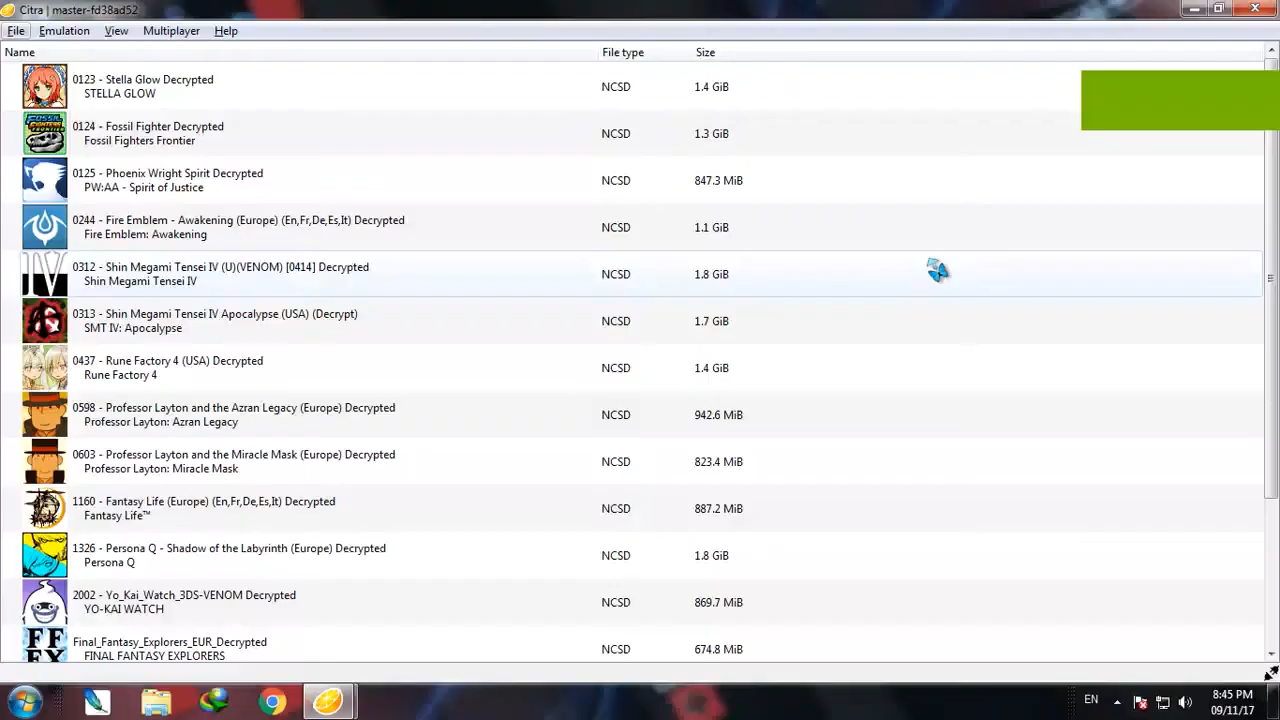 Citra | master-fd38ad52
File Emulation View Multiplayer Help
Name File type Size
0123 - Stella Glow Decrypted
STELLA GLOW
NCSD 1.4 GiB
0124 - Fossil Fighter Decrypted
Fossil Fighters Frontier
NCSD 1.3 GiB
0125 - Phoenix Wright Spirit Decrypted
PW:AA - Spirit of Justice
NCSD 847.3 MiB
0244 - Fire Emblem - Awakening (Europe) (En,Fr,De,Es,It) Decrypted
Fire Emblem: Awakening
NCSD 1.1 GiB
IV
0312 - Shin Megami Tensei IV (U)(VENOM) [0414] Decrypted
Shin Megami Tensei IV
NCSD 1.8 GiB
0313 - Shin Megami Tensei IV Apocalypse (USA) (Decrypt)
SMT IV: Apocalypse
NCSD 1.7 GiB
0437 - Rune Factory 4 (USA) Decrypted
Rune Factory 4
NCSD 1.4 GiB
0598 - Professor Layton and the Azran Legacy (Europe) Decrypted
Professor Layton: Azran Legacy
NCSD 942.6 MiB
0603 - Professor Layton and the Miracle Mask (Europe) Decrypted
Professor Layton: Miracle Mask
NCSD 823.4 MiB
1160 - Fantasy Life (Europe) (En,Fr,De,Es,It) Decrypted
Fantasy Life™
NCSD 887.2 MiB
1326 - Persona Q - Shadow of the Labyrinth (Europe) Decrypted
Persona Q
NCSD 1.8 GiB
2002 - Yo_Kai_Watch_3DS-VENOM Decrypted
YO-KAI WATCH
NCSD 869.7 MiB
FF
Final_Fantasy_Explorers_EUR_Decrypted
FINAL FANTASY EXPLORERS
NCSD 674.8 MiB
EN
8:45 PM
09/11/17